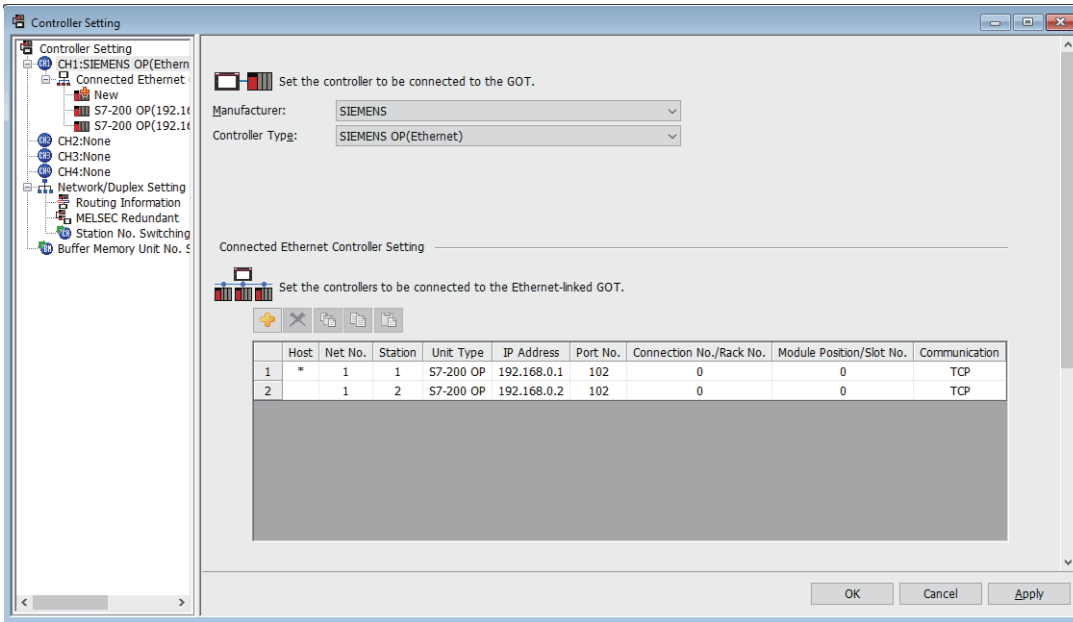 Controller Setting
Controller Setting
CH1:SIEMENS OP(Ethern
Connected Ethernet
New
S7-200 OP(192.16
S7-200 OP(192.16
CH2:None
CH3:None
CH4:None
Network/Duplex Setting
Routing Information
MELSEC Redundant
Station No. Switching
Buffer Memory Unit No. S
Set the controller to be connected to the GOT.
Manufacturer: SIEMENS
Controller Type: SIEMENS OP(Ethernet)
Connected Ethernet Controller Setting
Set the controllers to be connected to the Ethernet-linked GOT.
Host Net No. Station Unit Type IP Address Port No. Connection No./Rack No. Module Position/Slot No. Communication
1 * 1 1 S7-200 OP 192.168.0.1 102 0 0 TCP
2 1 2 S7-200 OP 192.168.0.2 102 0 0 TCP
OK Cancel Apply